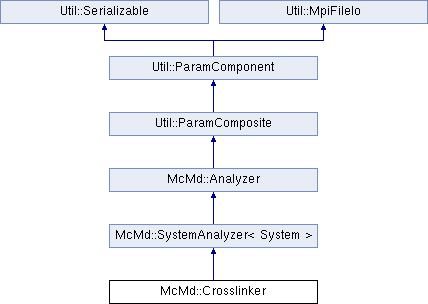 Util::Serializable
Util::MpiFileIo
Util::ParamComponent
Util::ParamComposite
McMd::Analyzer
McMd::SystemAnalyzer< System >
McMd::Crosslinker